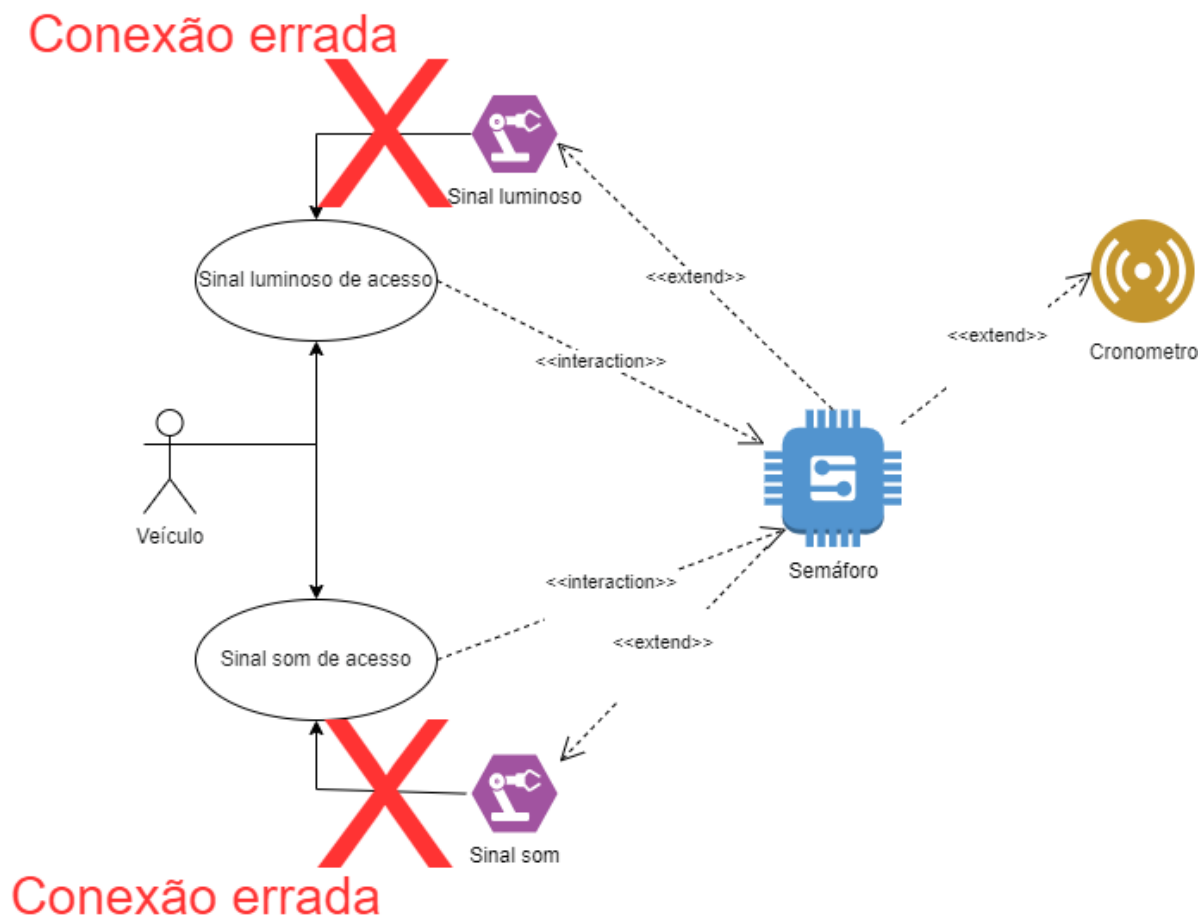 Conexão errada
Sinal luminoso
Sinal luminoso de acesso
<<extend>>
<<extend>>
Cronometro
<<interaction>>
Veículo
Semáforo
<<interaction>>
<<extend>>
Sinal som de acesso
Sinal som
Conexão errada